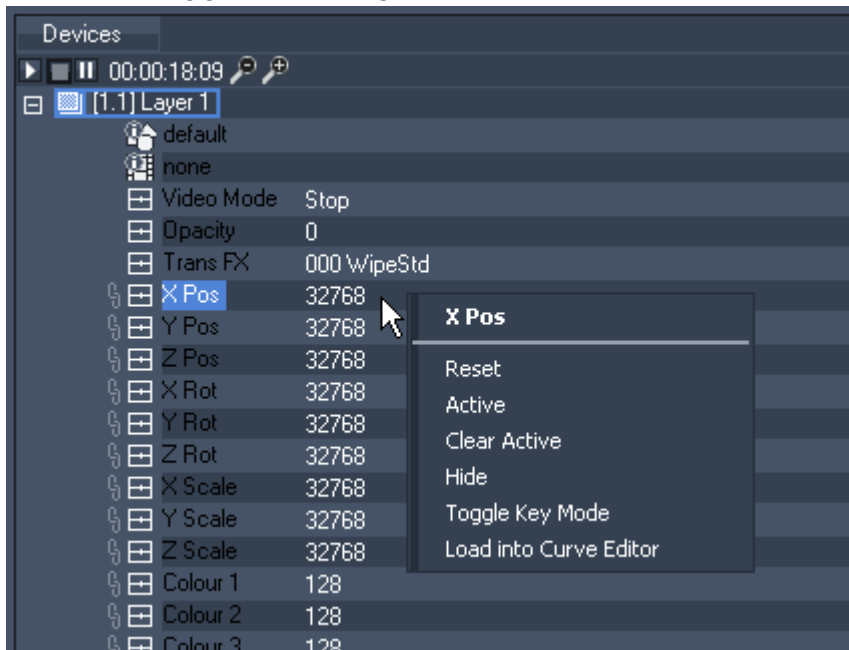 Devices
00:00:18:09
[1.1] Layer 1
default
none
Video Mode Stop
Opacity 0
Trans FX 000 WipeStd
X Pos 32768
Y Pos 32768
Z Pos 32768
X Rot 32768
Y Rot 32768
Z Rot 32768
X Scale 32768
Y Scale 32768
Z Scale 32768
Colour 1 128
Colour 2 128
Colour 3 128
X Pos
Reset
Active
Clear Active
Hide
Toggle Key Mode
Load into Curve Editor